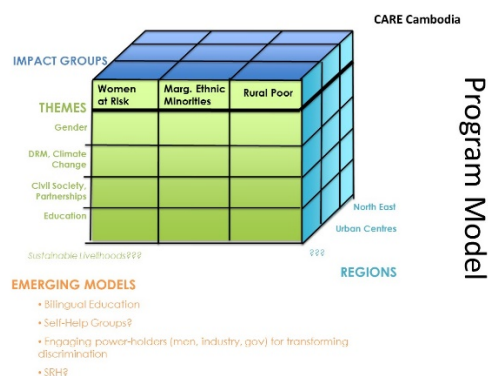 CARE Cambodia
Program Model
IMPACT GROUPS
Women
at Risk
Marg. Ethnic
Minorities
Rural Poor
THEMES
Gender
DRM, Climate
Change
Civil Society,
Partnerships
Education
Sustainable Livelihoods???
North East
Urban Centres
???
REGIONS
EMERGING MODELS
• Bilingual Education
• Self-Help Groups?
• Engaging power-holders (men, industry, gov) for transforming
discrimination
• SRH?